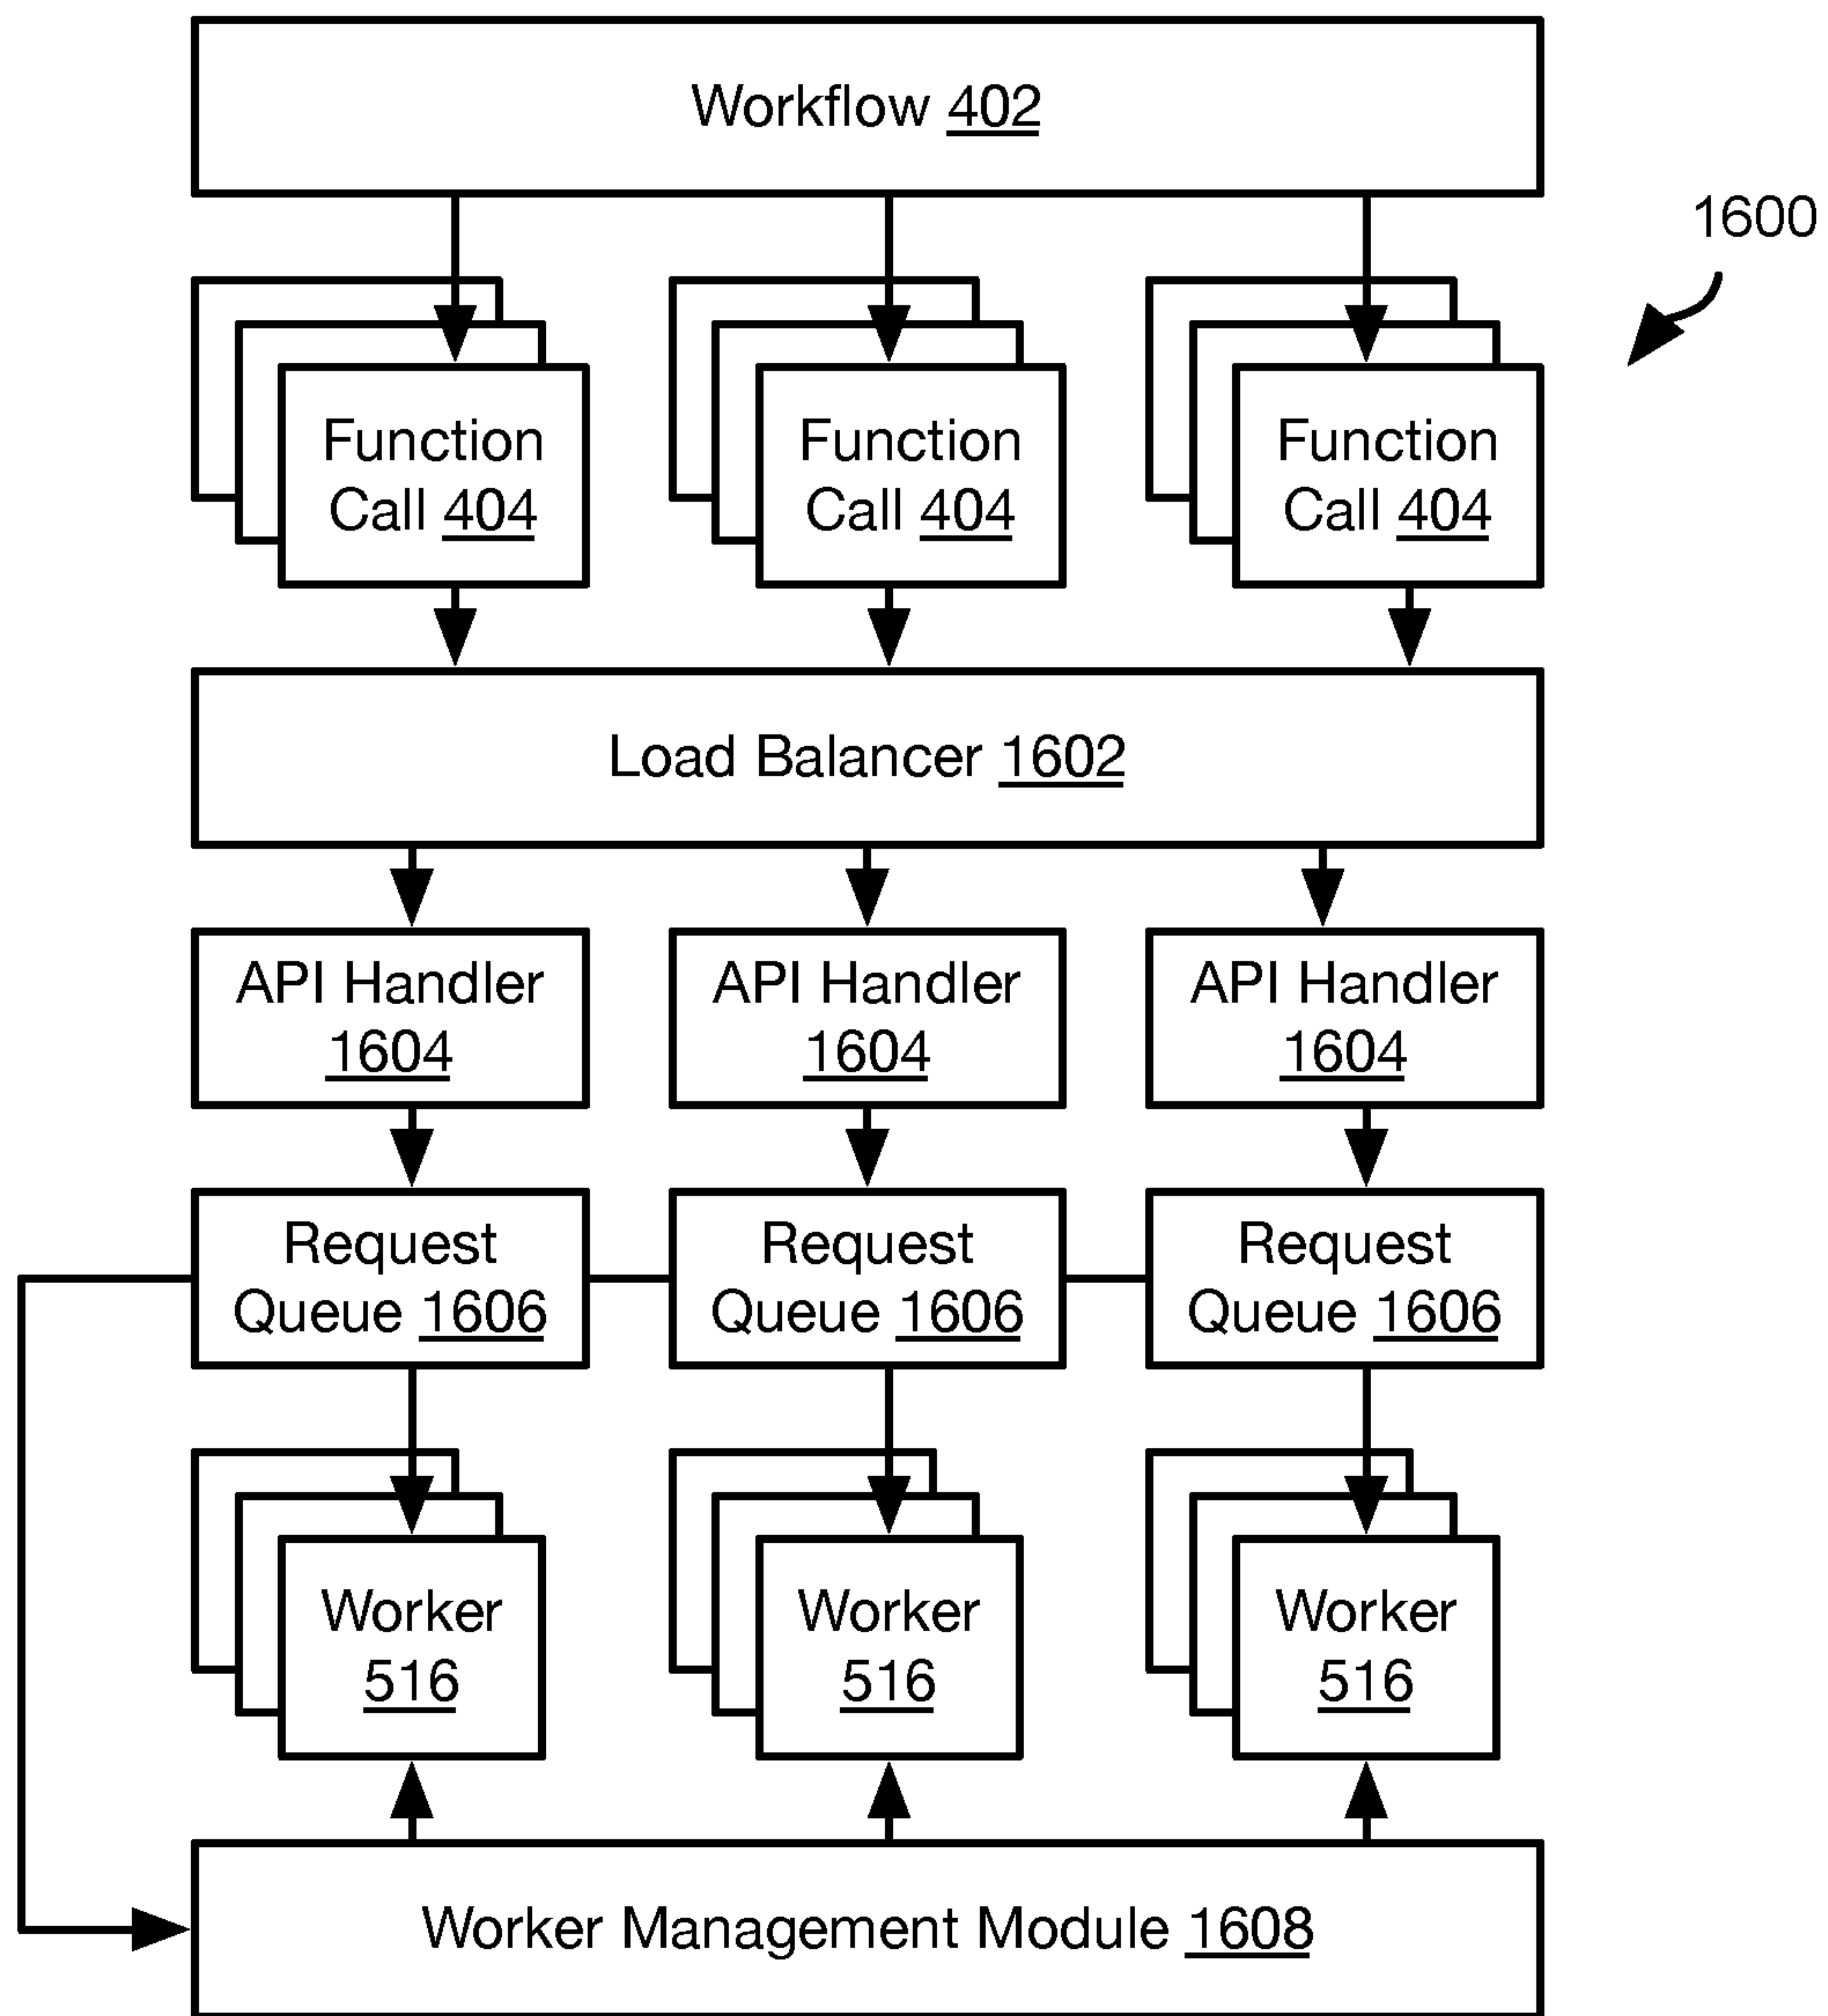 Workflow 402
1600
Function
Call 404
Function
Call 404
Function
Call 404
Load Balancer 1602
API Handler
1604
API Handler
1604
API Handler
1604
Request
Queue 1606
Request
Queue 1606
Request
Queue 1606
Worker
516
Worker
516
Worker
516
Worker Management Module 1608